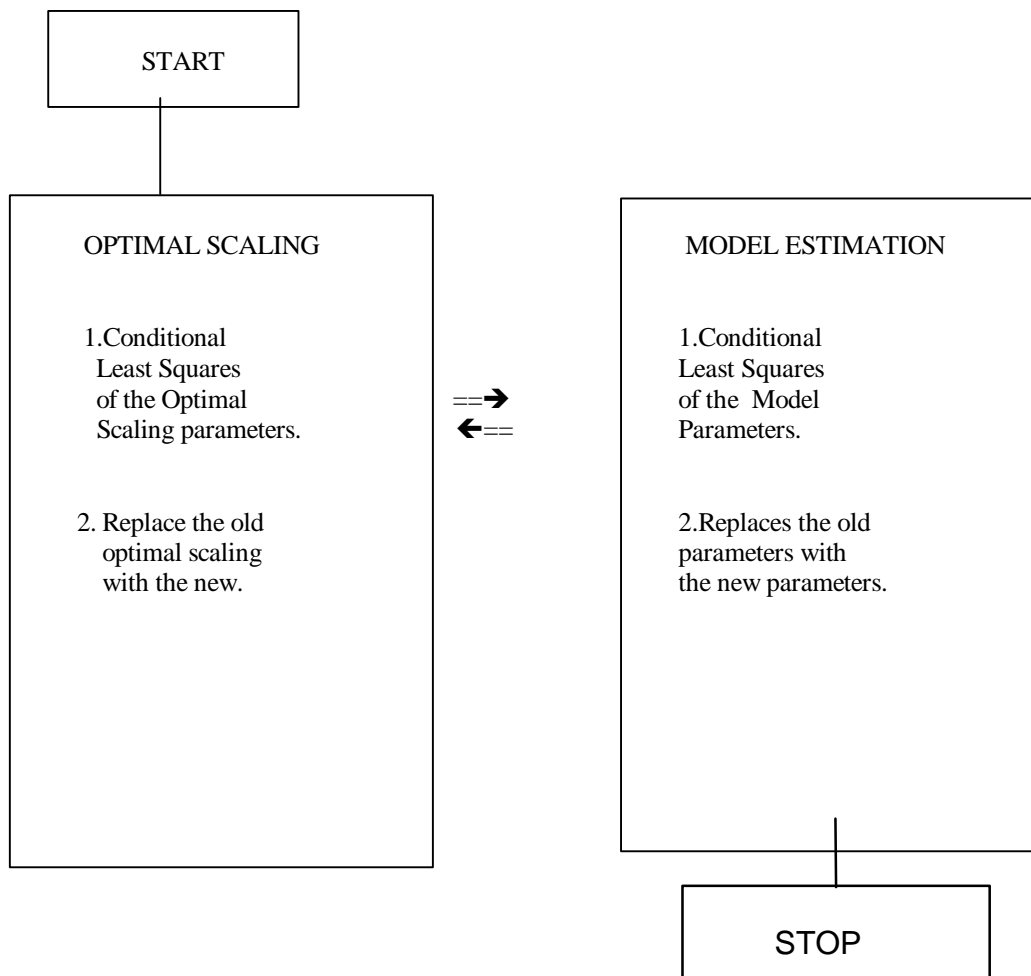 START
OPTIMAL SCALING
1.Conditional
Least Squares
of the Optimal
Scaling parameters.
2. Replace the old
optimal scaling
with the new.
==➔
🡸==
MODEL ESTIMATION
1.Conditional
Least Squares
of the Model
Parameters.
2.Replaces the old
parameters with
the new parameters.
STOP